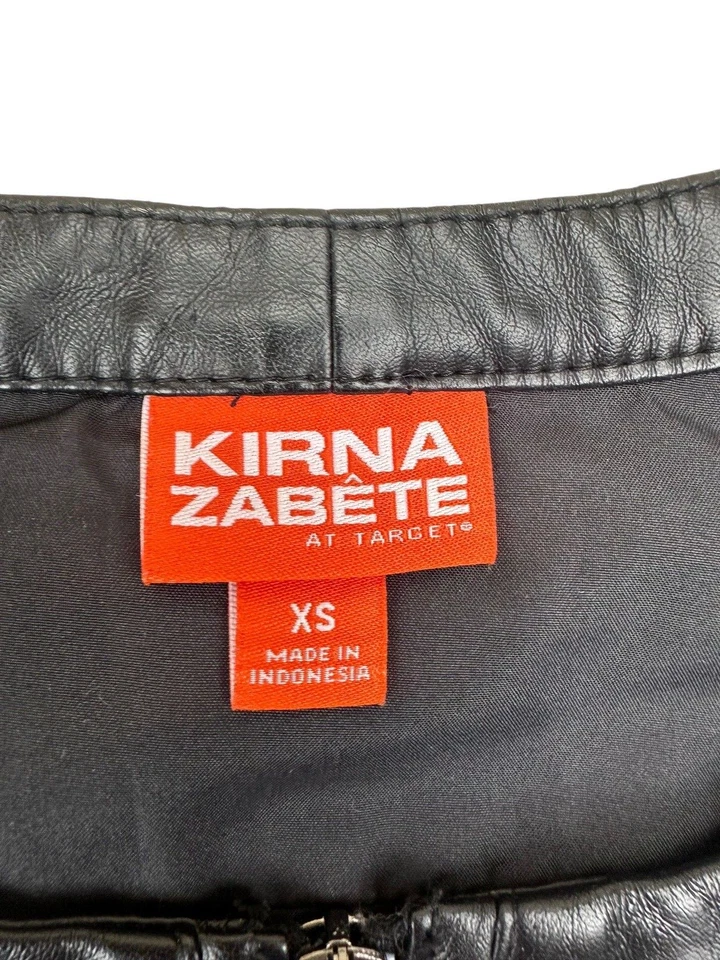 KIRNA
ZABÊTE
AT TARGET®
XS
MADE IN
INDONESIA